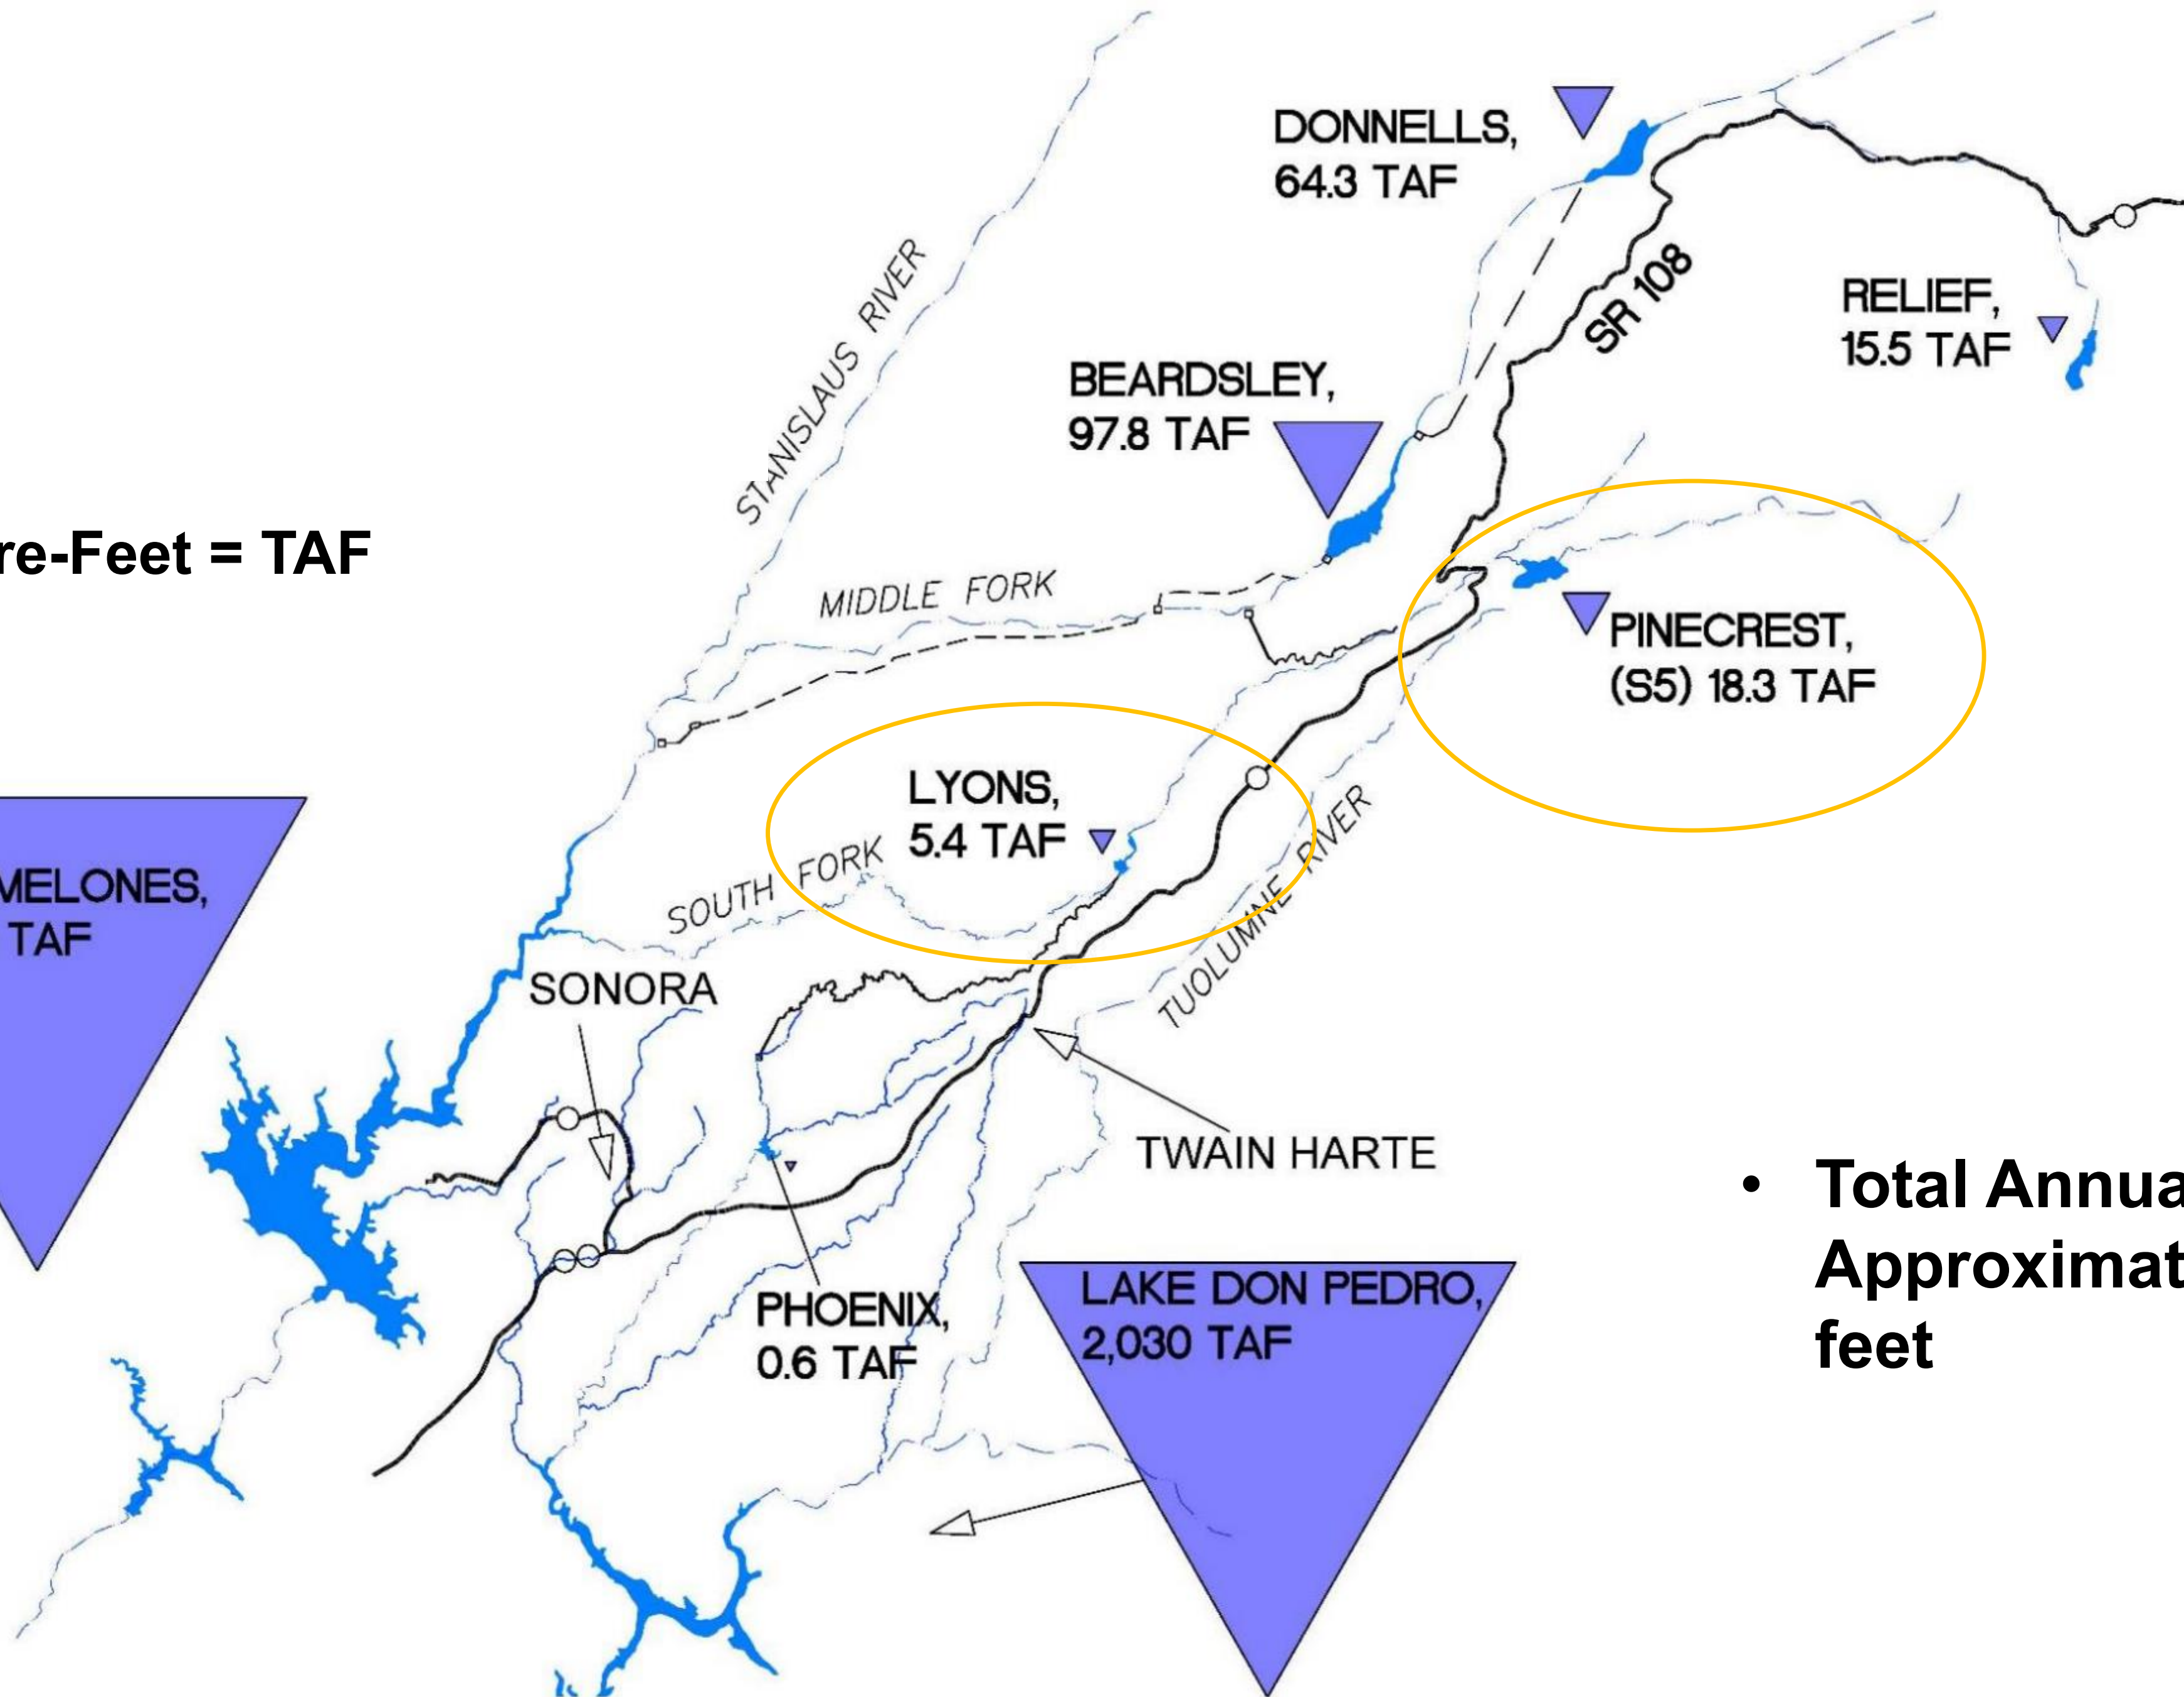 DONNELLS,
64.3 TAF
SR 108
RELIEF,
15.5 TAF
STANISLAUS RIVER
BEARDSLEY,
97.8 TAF
re-Feet = TAF
MIDDLE FORK
PINECREST,
(S5) 18.3 TAF
LYONS,
5.4 TAF
SOUTH FORK
TUOLUMNE RIVER
MELONES,
TAF
SONORA
TWAIN HARTE
• Total Annua
Approximat
feet
PHOENIX,
0.6 TAF
LAKE DON PEDRO,
2,030 TAF